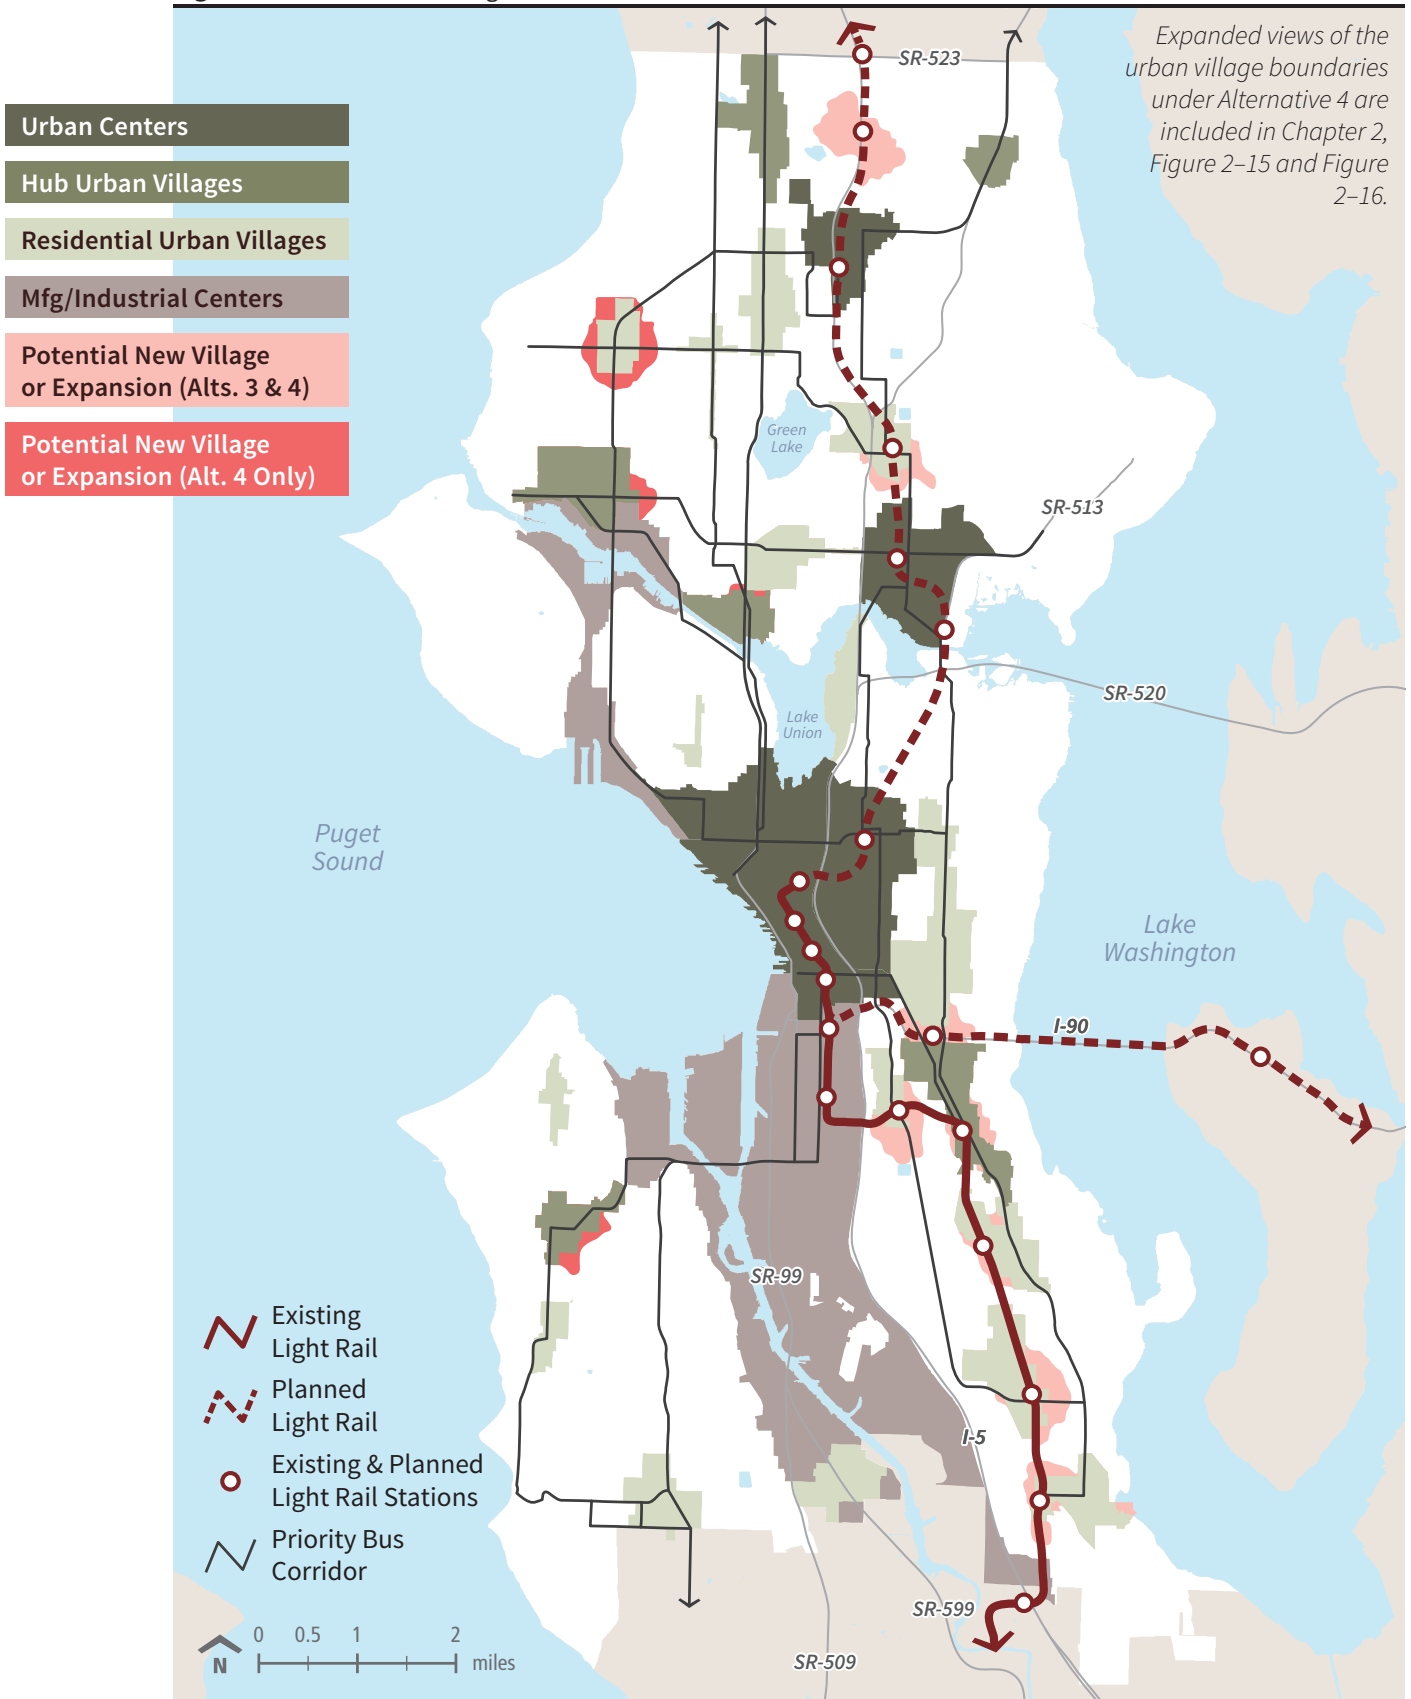 Expanded views of the
urban village boundaries
under Alternative 4 are
included in Chapter 2,
Figure 2–15 and Figure
2–16.
Urban Centers
Hub Urban Villages
Residential Urban Villages
Mfg/Industrial Centers
Potential New Village
or Expansion (Alts. 3 & 4)
Potential New Village
or Expansion (Alt. 4 Only)
SR-523
Green
Lake
SR-513
SR-520
Lake
Union
Puget
Sound
Lake
Washington
I-90
SR-99
I-5
SR-599
SR-509
Existing
Light Rail
Planned
Light Rail
Existing & Planned
Light Rail Stations
Priority Bus
Corridor
N
0 0.5 1 2
miles